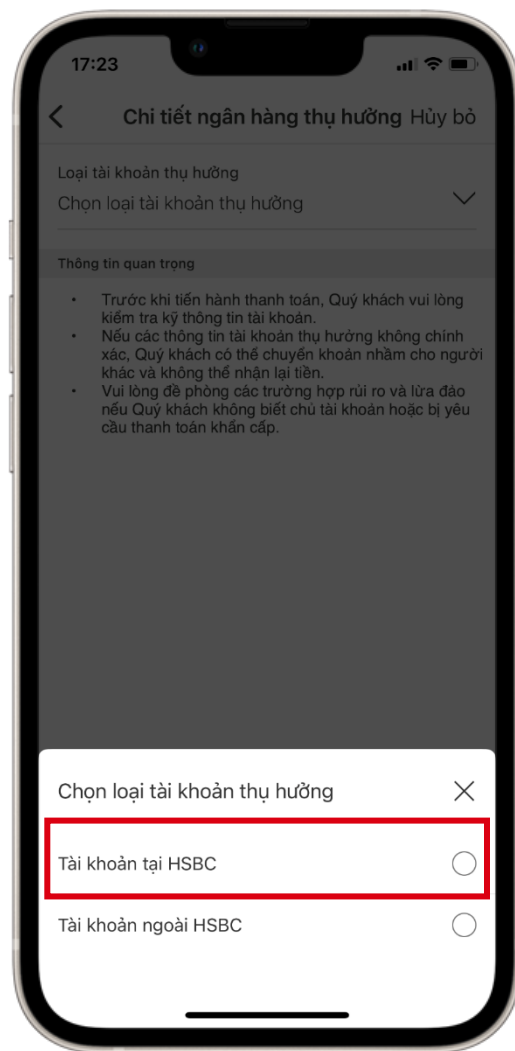 17:23
Chi tiết ngân hàng thụ hưởng Hủy bỏ
Loại tài khoản thụ hưởng
Chọn loại tài khoản thụ hưởng
Thông tin quan trọng
• Trước khi tiến hành thanh toán, Quý khách vui lòng
kiểm tra kỹ thông tin tài khoản.
• Nếu các thông tin tài khoản thụ hưởng không chính
xác, Quý khách có thể chuyển khoản nhầm cho người
khác và không thể nhận lại tiền.
• Vui lòng đề phòng các trường hợp rủi ro và lừa đảo
nếu Quý khách không biết chủ tài khoản hoặc bị yêu
cầu thanh toán khẩn cấp.
Chọn loại tài khoản thụ hưởng
Tài khoản tại HSBC
Tài khoản ngoài HSBC